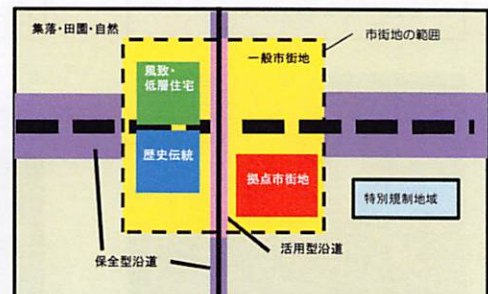 集落・田園・自然
市街地の範囲
一般市街地
風致・
低層住宅
歴史伝統
拠点市街地
特別規制地域
活用型沿道
保全型沿道